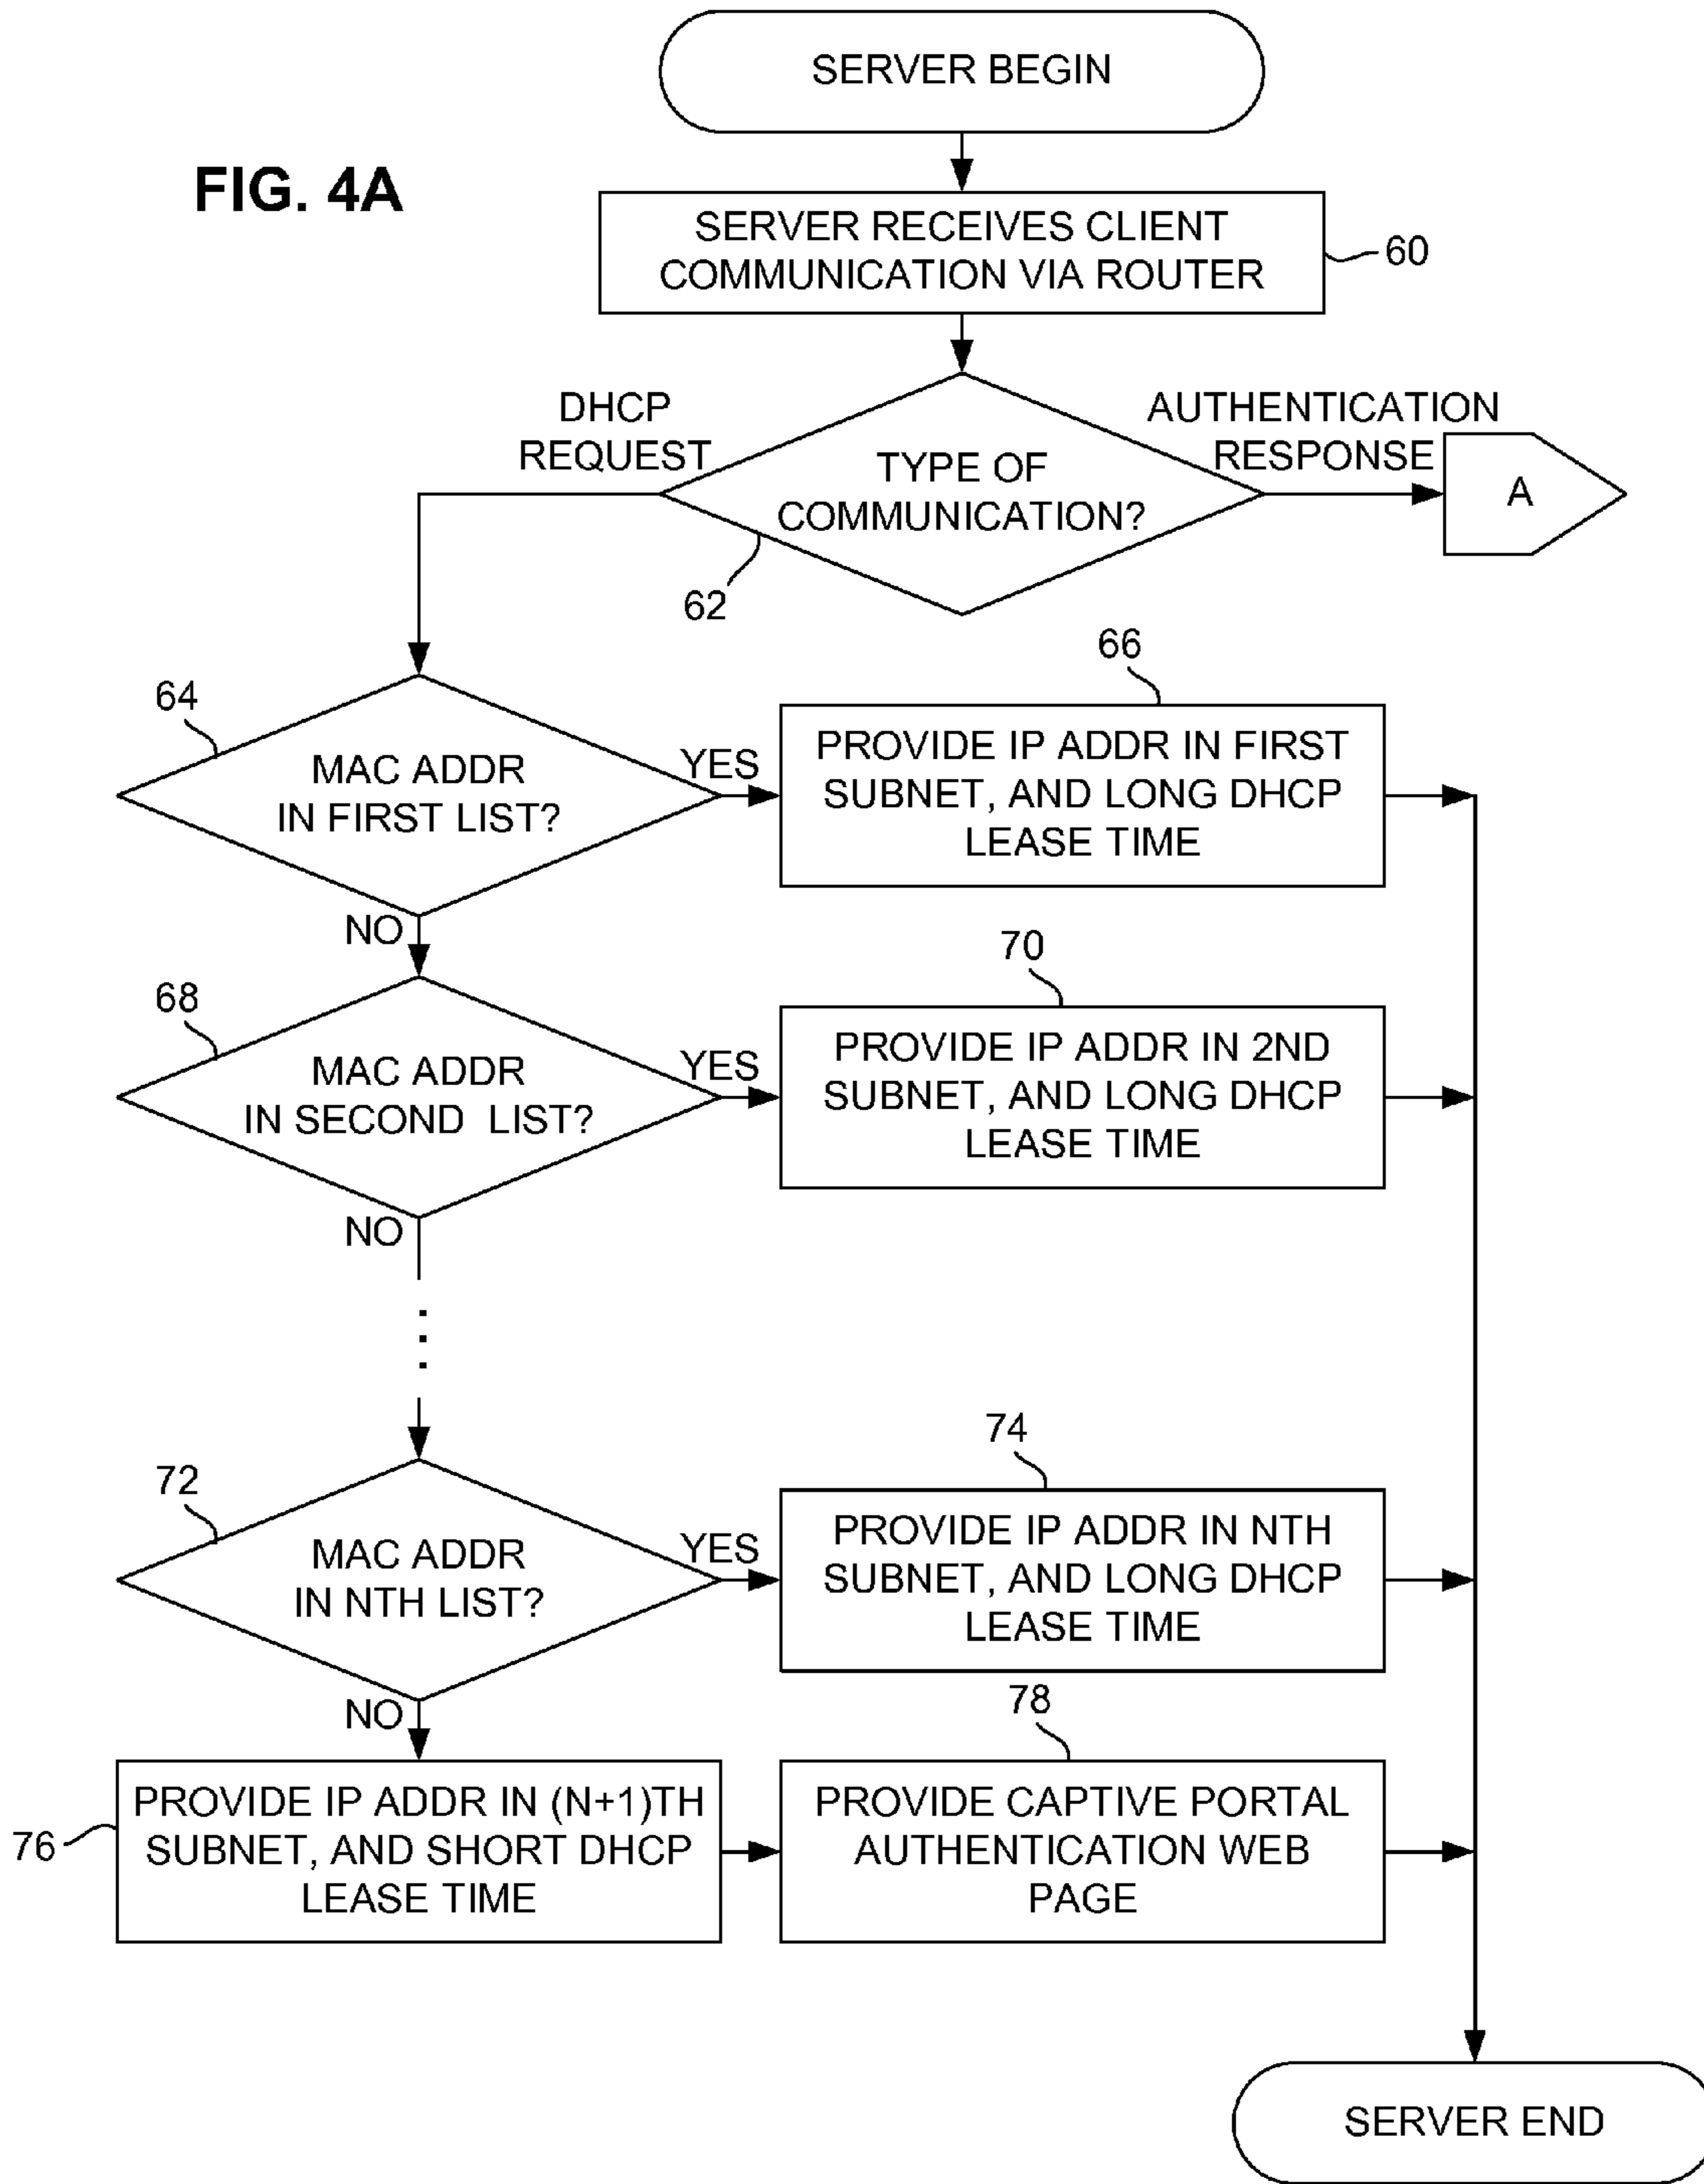 SERVER BEGIN
FIG. 4A
SERVER RECEIVES CLIENT
COMMUNICATION VIA ROUTER
60
DHCP
REQUEST
TYPE OF
COMMUNICATION?
62
AUTHENTICATION
RESPONSE
A
64
MAC ADDR
IN FIRST LIST?
YES
66
PROVIDE IP ADDR IN FIRST
SUBNET, AND LONG DHCP
LEASE TIME
NO
68
MAC ADDR
IN SECOND LIST?
YES
70
PROVIDE IP ADDR IN 2ND
SUBNET, AND LONG DHCP
LEASE TIME
NO
72
MAC ADDR
IN NTH LIST?
YES
74
PROVIDE IP ADDR IN NTH
SUBNET, AND LONG DHCP
LEASE TIME
NO
76
PROVIDE IP ADDR IN (N+1)TH
SUBNET, AND SHORT DHCP
LEASE TIME
78
PROVIDE CAPTIVE PORTAL
AUTHENTICATION WEB
PAGE
SERVER END